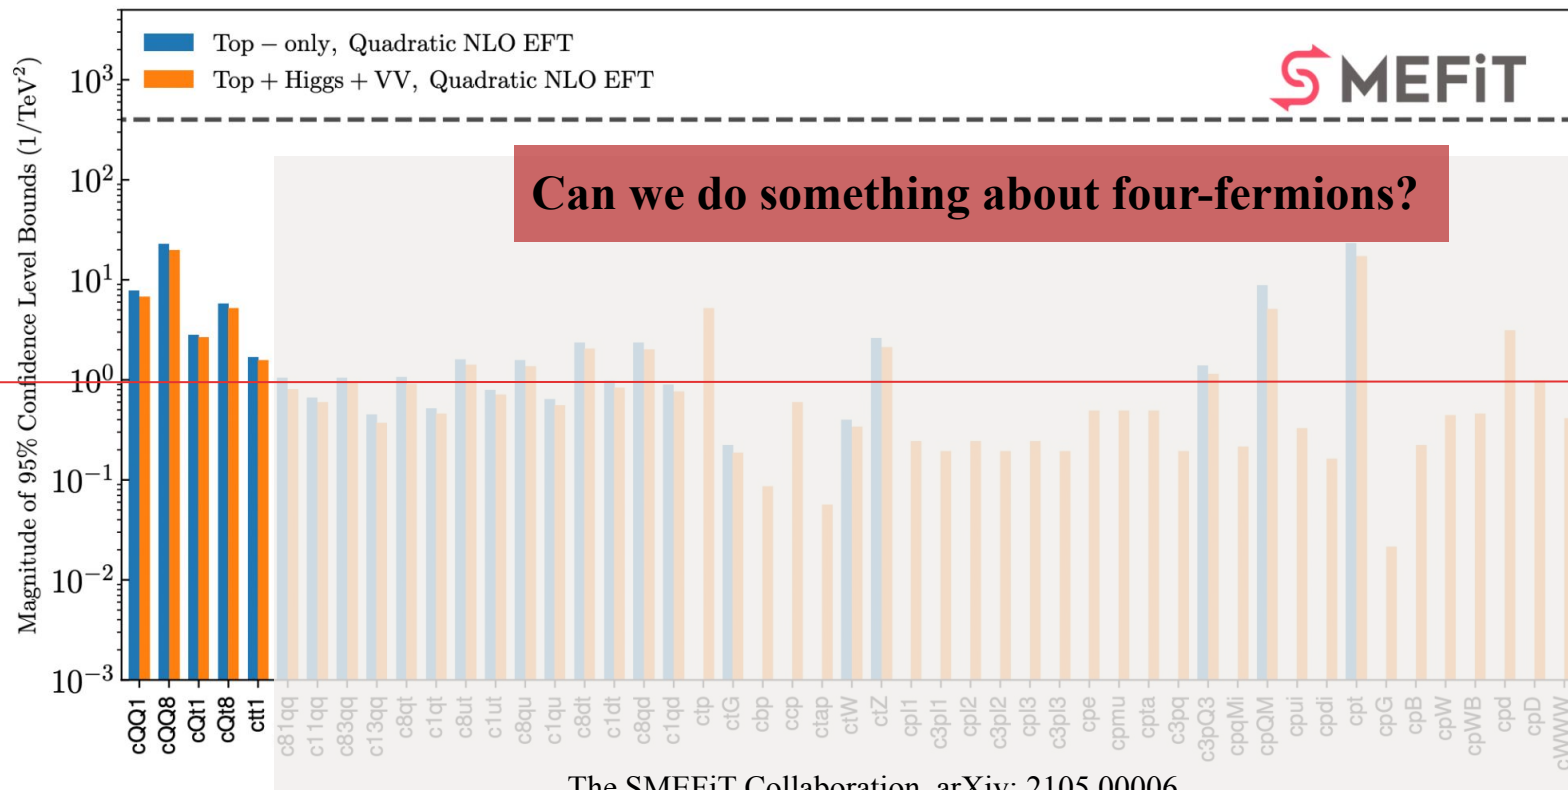 Top − only, Quadratic NLO EFT
Top + Higgs + VV, Quadratic NLO EFT
SMEFiT
Can we do something about four-fermions?
Magnitude of 95% Confidence Level Bounds (1/TeV²)
10³
10²
10¹
10⁰
10⁻¹
10⁻²
10⁻³
cQQ1
cQQ8
cQt1
cQt8
ctt1
c81qq
c11qq
c83qq
c13qq
c8qt
c1qt
c8ut
c1ut
c8qu
c1qu
c8dt
c1dt
c8qd
c1qd
ctp
ctG
cbp
ccp
ctap
ctW
ctZ
cpl1
c3pl1
cpl2
c3pl2
cpl3
c3pl3
cpe
cpmu
cpta
c3pq
c3pQ3
cpqMi
cpQM
cpui
cpdi
cpt
cpG
cpB
cpW
cpWB
cpd
cpD
cWWW
The SMEFiT Collaboration, arXiv: 2105.00006